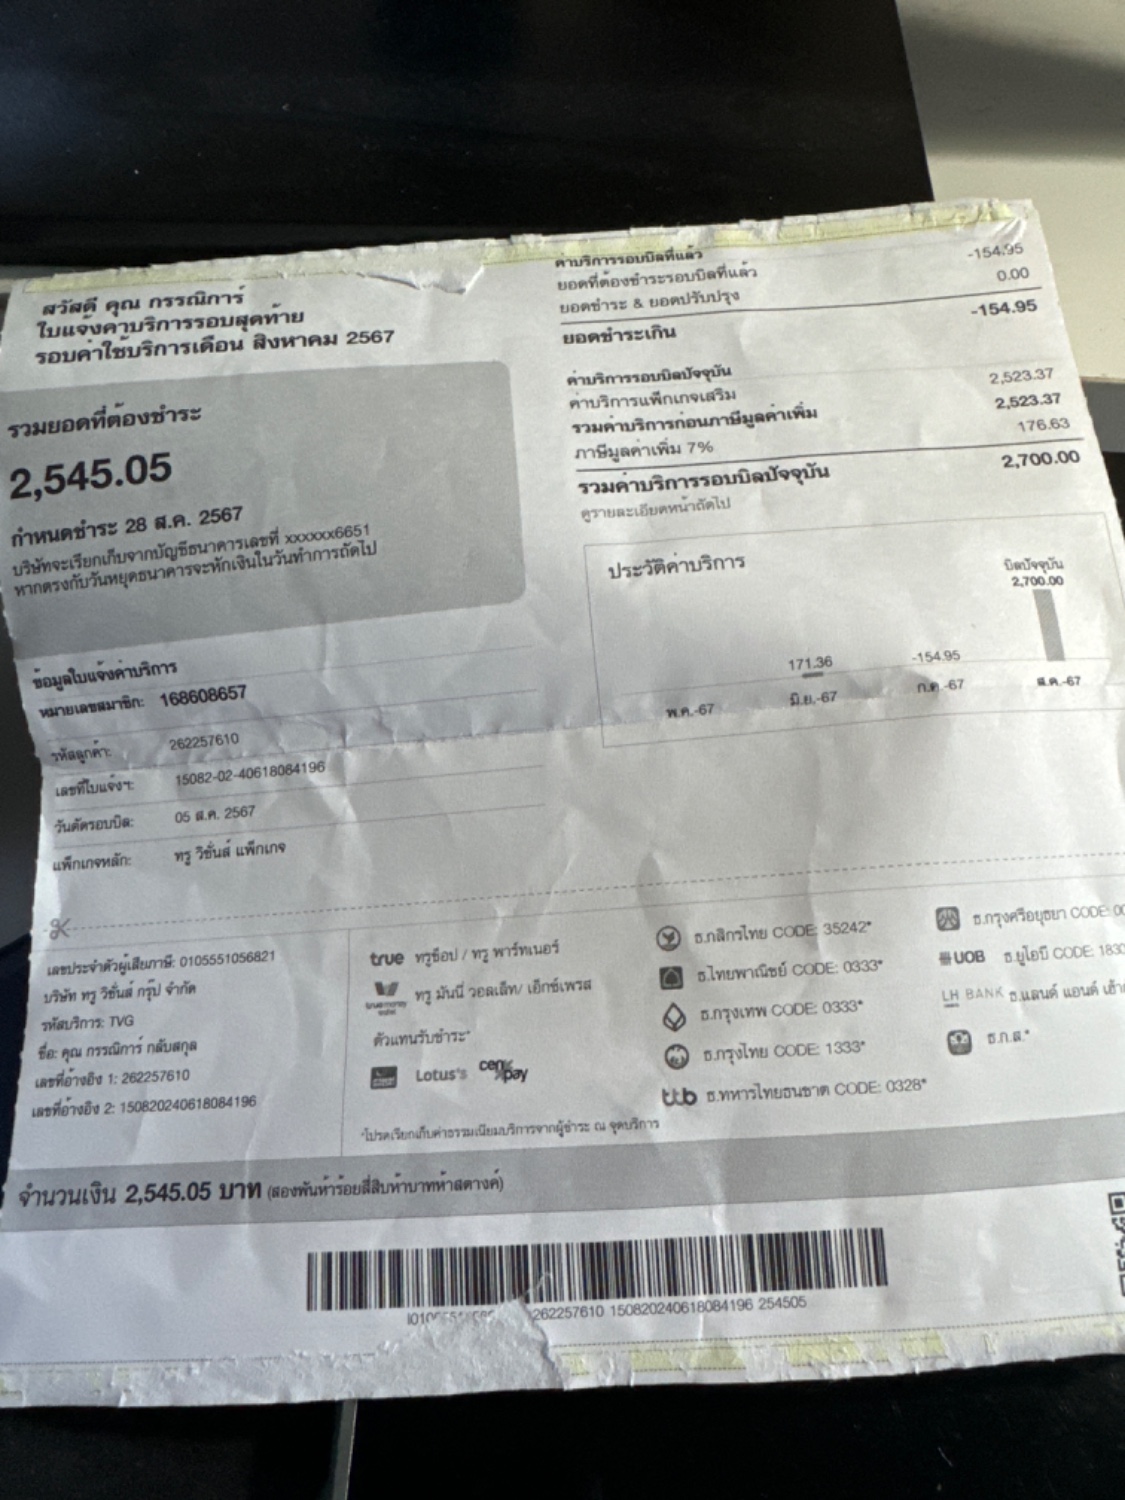 สวัสดี คุณ กรรณิการ์
ใบแจ้งค่าบริการรอบสุดท้าย
รอบค่าใช้บริการเดือน สิงหาคม 2567
รวมยอดที่ต้องชำระ
2,545.05
กำหนดชำระ 28 ส.ค. 2567
บริษัทจะเรียกเก็บจากบัญชีธนาคารเลขที่ xxxxxx6651
หากตรงกับวันหยุดธนาคารจะหักเงินในวันทำการถัดไป
ข้อมูลใบแจ้งค่าบริการ
หมายเลขสมาชิก: 168608657
รหัสลูกค้า: 262257610
เลขที่ใบแจ้งฯ: 15082-02-40618084196
วันตัดรอบบิล: 05 ส.ค. 2567
แพ็กเกจหลัก: ทรู วิชั่นส์ แพ็กเกจ
ค่าบริการรอบบิลที่แล้ว
ยอดที่ต้องชำระรอบบิลที่แล้ว -154.95
ยอดชำระ & ยอดปรับปรุง 0.00
ยอดชำระเกิน -154.95
ค่าบริการรอบบิลปัจจุบัน
ค่าบริการแพ็กเกจเสริม 2,523.37
รวมค่าบริการก่อนภาษีมูลค่าเพิ่ม 2,523.37
ภาษีมูลค่าเพิ่ม 7% 176.63
รวมค่าบริการรอบบิลปัจจุบัน 2,700.00
ดูรายละเอียดหน้าถัดไป
ประวัติค่าบริการ
บิลปัจจุบัน
2,700.00
171.36 -154.95
พ.ค.-67 มิ.ย.-67 ก.ค.-67 ส.ค.-67
เลขประจำตัวผู้เสียภาษี: 0105551056821
บริษัท ทรู วิชั่นส์ กรุ๊ป จำกัด
รหัสบริการ: TVG
ชื่อ: คุณ กรรณิการ์ กลับสกุล
เลขที่อ้างอิง 1: 262257610
เลขที่อ้างอิง 2: 150820240618084196
true ทรูช็อป / ทรู พาร์ทเนอร์
ทรู มันนี่ วอลเล็ท/ เอ็กซ์เพรส
ตัวแทนรับชำระ*
Lotus's cenpay
*โปรดเรียกเก็บค่าธรรมเนียมบริการจากผู้ชำระ ณ จุดบริการ
ธ.กสิกรไทย CODE: 35242*
ธ.ไทยพาณิชย์ CODE: 0333*
ธ.กรุงเทพ CODE: 0333*
ธ.กรุงไทย CODE: 1333*
ttb ธ.ทหารไทยธนชาต CODE: 0328*
ธ.กรุงศรีอยุธยา CODE: 00
UOB ธ.ยูโอบี CODE: 1830
LH BANK ธ.แลนด์ แอนด์
ธ.ก.ส.*
จำนวนเงิน 2,545.05 บาท (สองพันห้าร้อยสี่สิบห้าบาทห้าสตางค์)
262257610 150820240618084196 254505